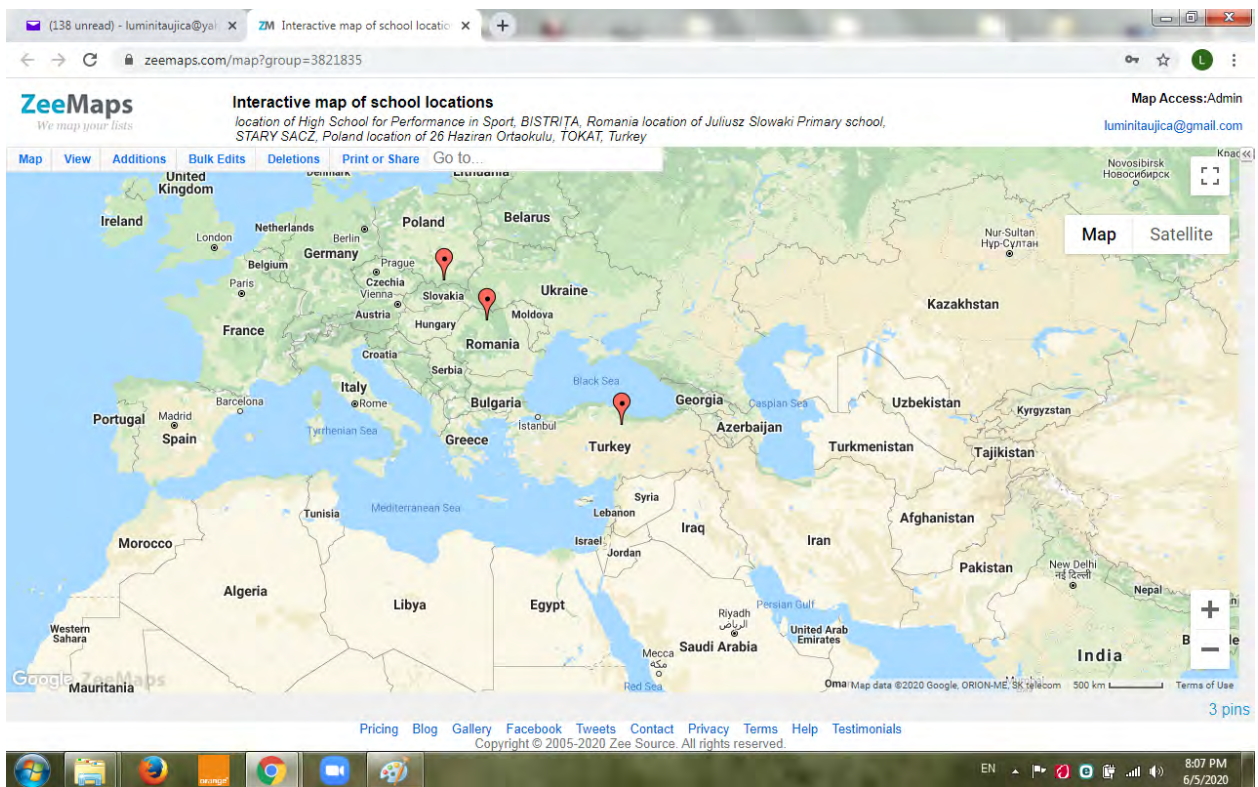 (138 unread) - luminitaujica@ya
ZM Interactive map of school locatio
zeemaps.com/map?group=3821835
L
ZeeMaps
We map your lists
Interactive map of school locations
location of High School for Performance in Sport, BISTRIȚA, Romania location of Juliusz Slowaki Primary school,
STARY SACZ, Poland location of 26 Haziran Ortaokulu, TOKAT, Turkey
Map Access:Admin
luminitaujica@gmail.com
Map View Additions Bulk Edits Deletions Print or Share Go to...
Novosibirsk
Новосибирск
United
Kingdom
Denmark
Lithuania
Ireland
London
Netherlands
Berlin
Poland
Belarus
Nur-Sultan
Нұр-Сұлтан
Map Satellite
Belgium
Germany
Prague
Paris
Czechia
Vienna
Slovakia
Ukraine
Kazakhstan
Austria
Hungary
Moldova
France
Romania
Croatia
Serbia
Italy
Rome
Black Sea
Barcelona
Bulgaria
Georgia
Caspian Sea
Uzbekistan
Kyrgyzstan
Portugal
Madrid
Spain
Tyrrhenian Sea
Greece
İstanbul
Turkey
Azerbaijan
Turkmenistan
Tajikistan
Syria
Mediterranean Sea
Lebanon
Tunisia
Iraq
Afghanistan
Morocco
Israel
Jordan
Iran
Pakistan
New Delhi
नई दिल्ली
Nepal
Algeria
Libya
Egypt
Persian Gulf
Riyadh
الرياض
United Arab
Emirates
Western
Sahara
Mecca
مكة
Saudi Arabia
India
Google ZeeMaps
Mauritania
Red Sea
Oma
Map data ©2020 Google, ORION-ME, SK telecom 500 km Terms of Use
3 pins
Pricing Blog Gallery Facebook Tweets Contact Privacy Terms Help Testimonials
Copyright © 2005-2020 Zee Source. All rights reserved.
orange
EN
8:07 PM
6/5/2020